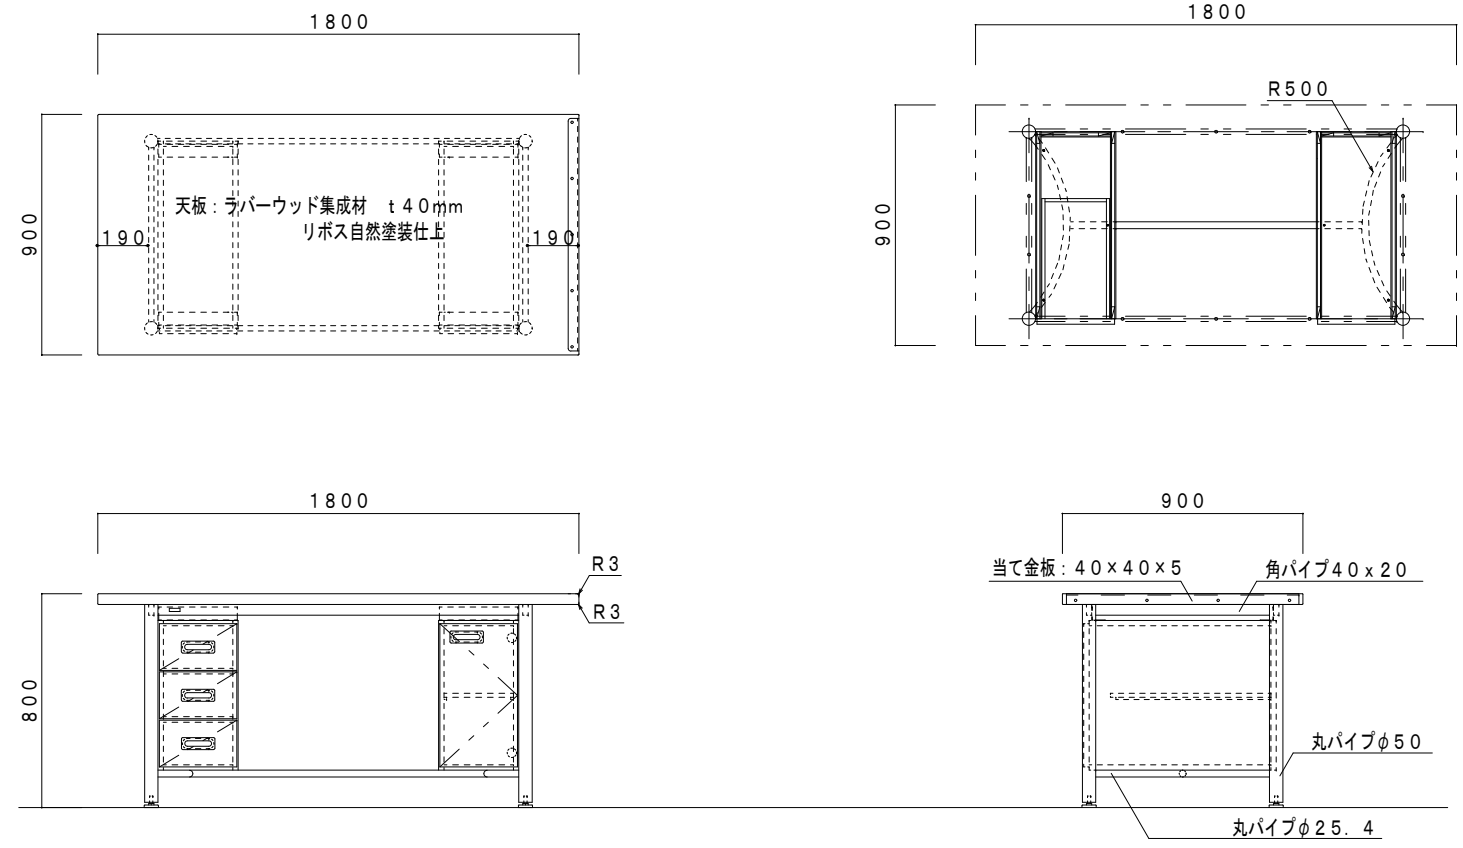 1800
1800
R500
900
900
天板：ラバーウッド集成材　ｔ４０ｍｍ
リボス自然塗装仕上
190
190
1800
900
R3
R3
当て金板：４０×４０×５
角パイプ４０ｘ２０
800
丸パイプφ５０
丸パイプφ２５．４